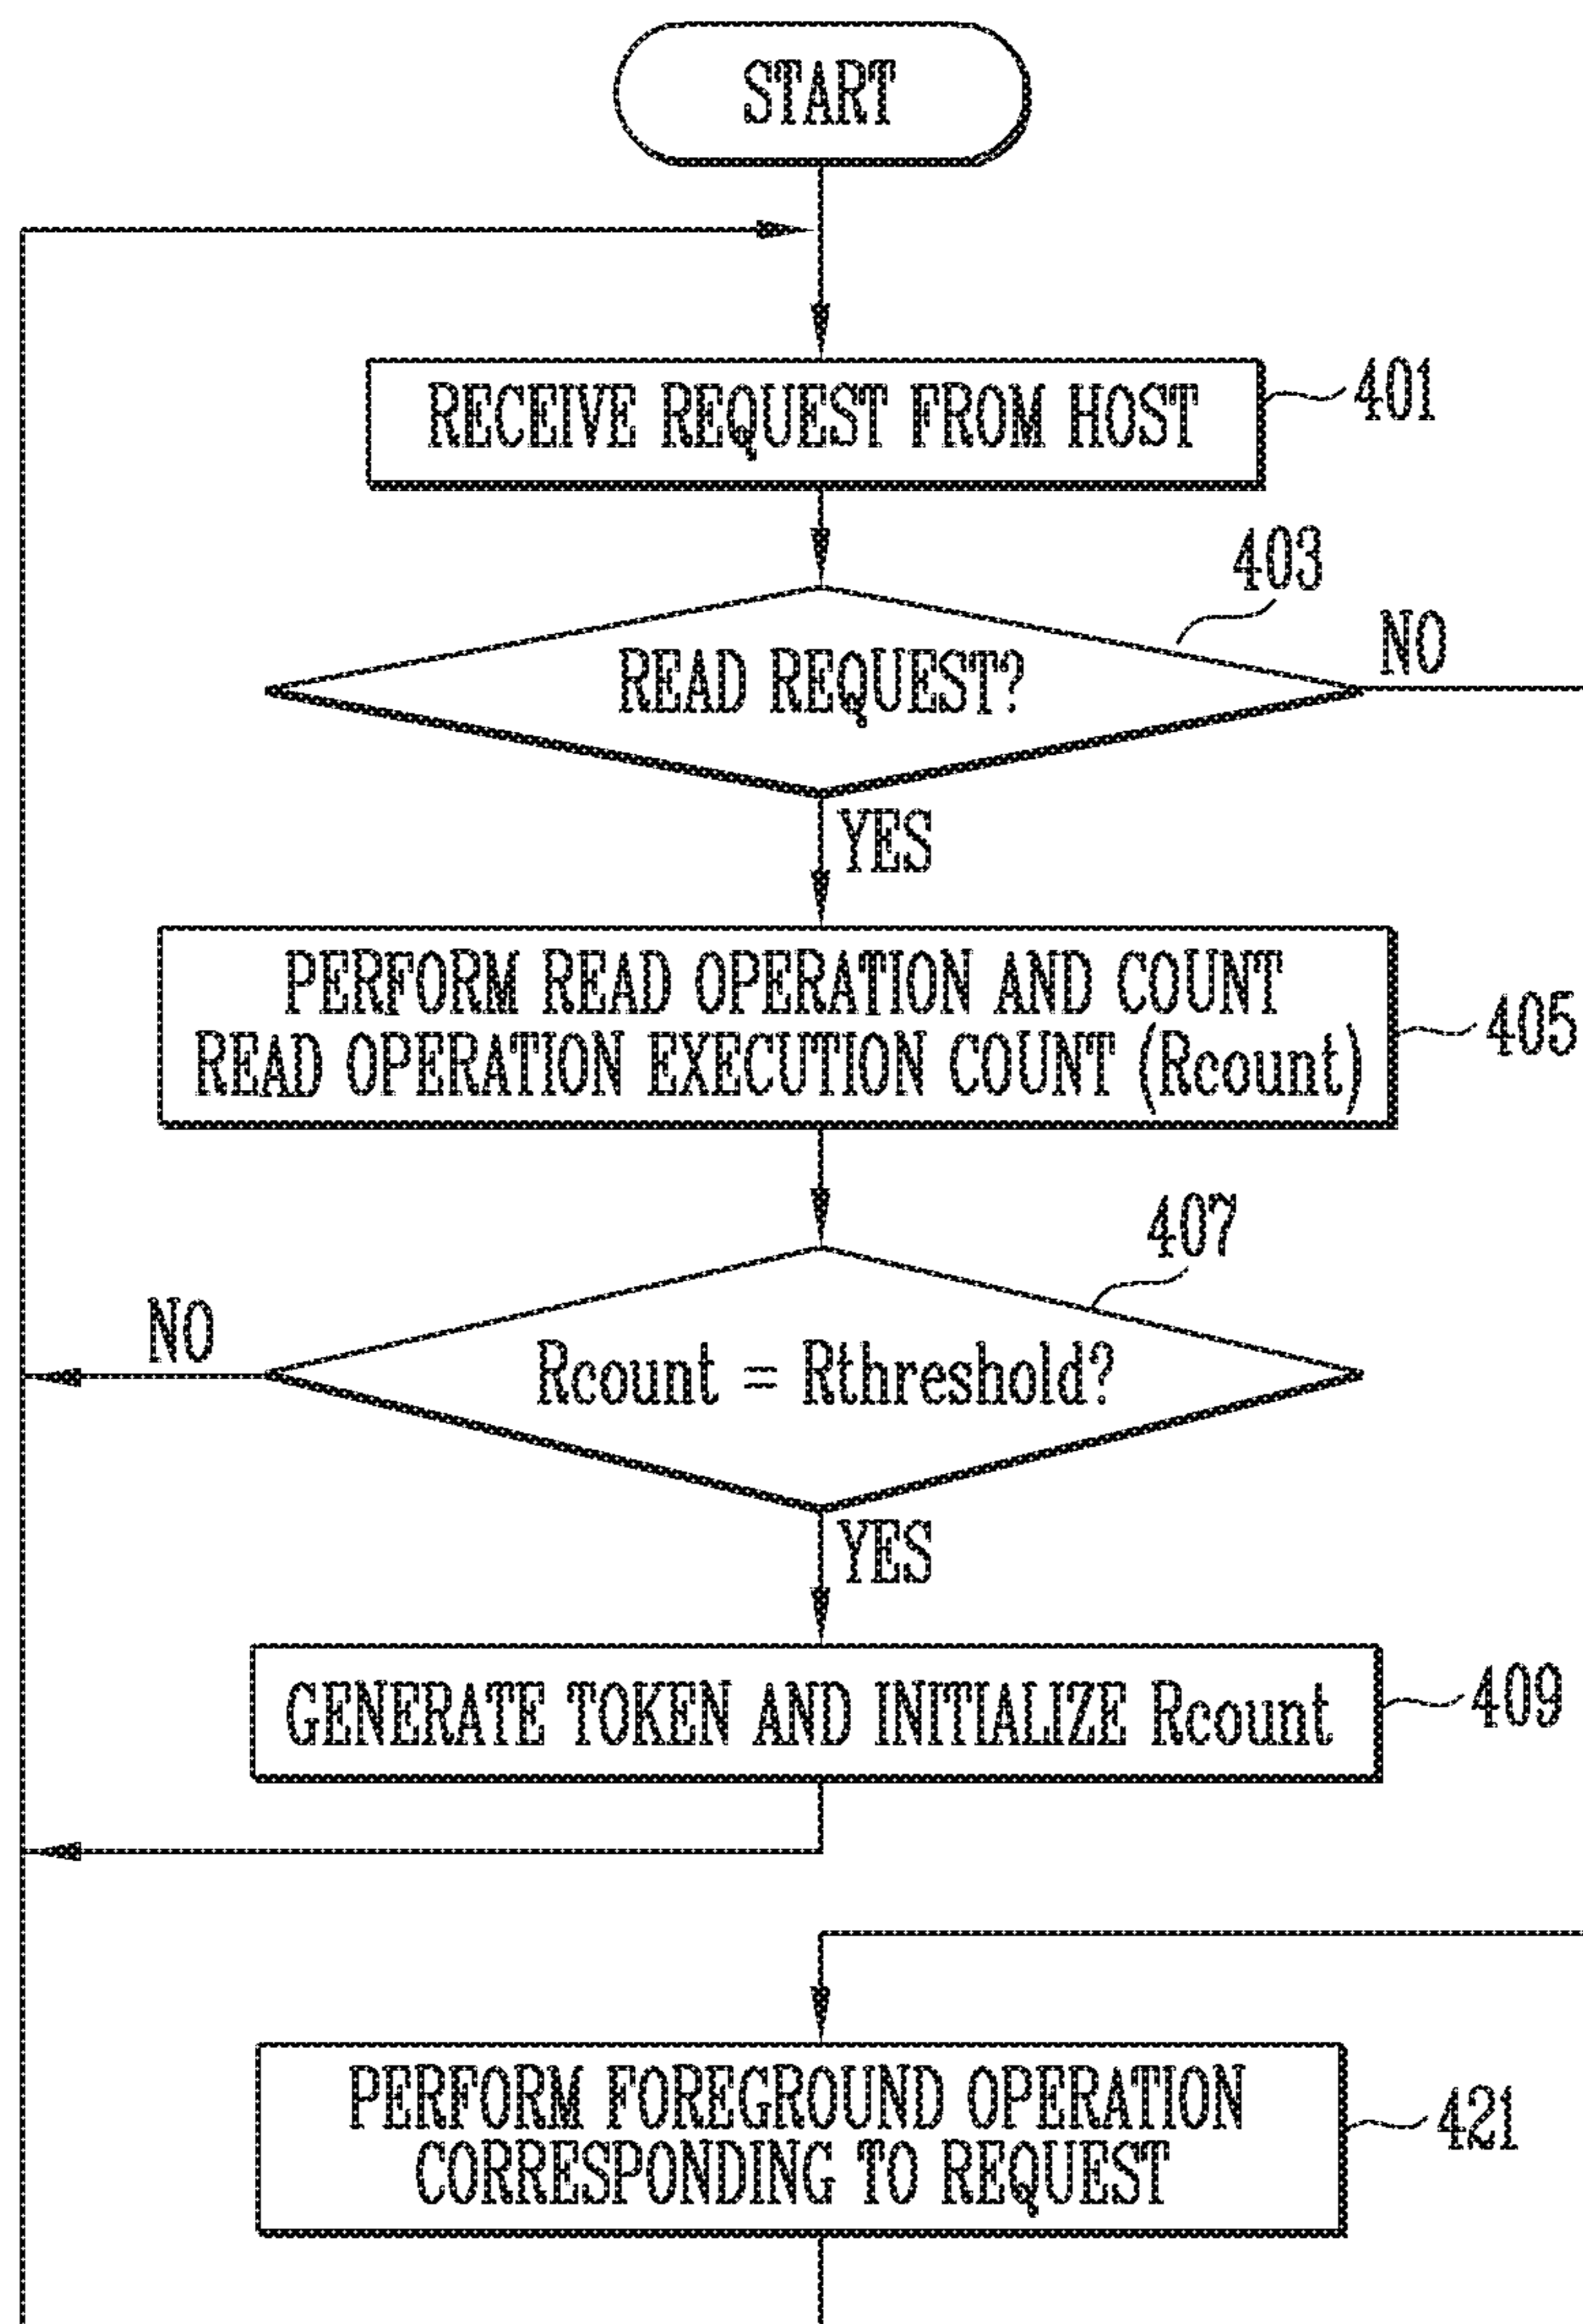 START
RECEIVE REQUEST FROM HOST
401
403
READ REQUEST?
NO
YES
PERFORM READ OPERATION AND COUNT
READ OPERATION EXECUTION COUNT (Rcount)
405
407
NO
Rcount = Rthreshold?
YES
GENERATE TOKEN AND INITIALIZE Rcount
409
PERFORM FOREGROUND OPERATION
CORRESPONDING TO REQUEST
421